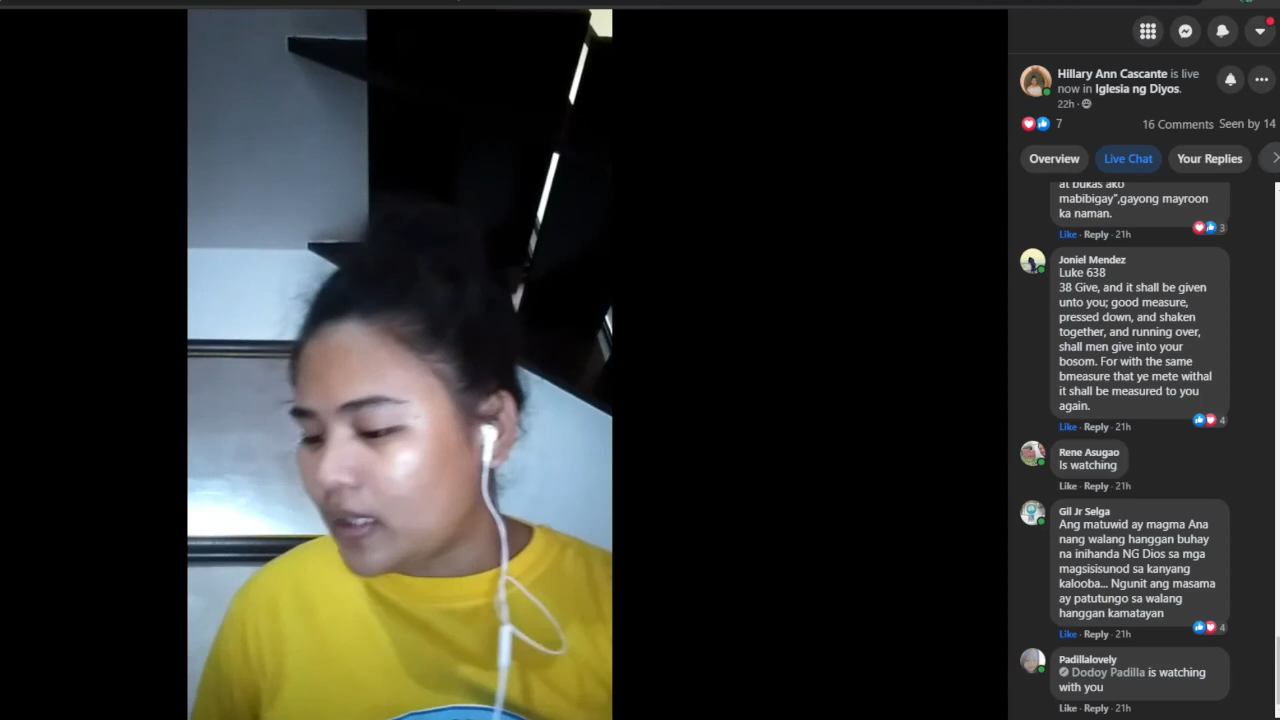 Hillary Ann Cascante is live
now in Iglesia ng Diyos.
22h ·
7
16 Comments Seen by 14
Overview
Live Chat
Your Replies
at bukas ako
mabibigay",gayong mayroon
ka naman.
3
Like · Reply · 21h
Joniel Mendez
Luke 638
38 Give, and it shall be given
unto you; good measure,
pressed down, and shaken
together, and running over,
shall men give into your
bosom. For with the same
bmeasure that ye mete withal
it shall be measured to you
again.
4
Like · Reply · 21h
Rene Asugao
Is watching
Like · Reply · 21h
Gil Jr Selga
Ang matuwid ay magma Ana
nang walang hanggan buhay
na inihanda NG Dios sa mga
magsisisunod sa kanyang
kalooba... Ngunit ang masama
ay patutungo sa walang
hanggan kamatayan
4
Like · Reply · 21h
Padillalovely
Dodoy Padilla is watching
with you
Like · Reply · 21h